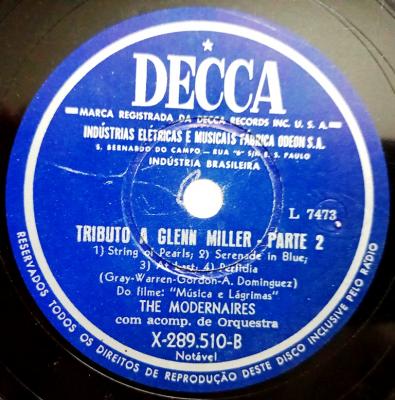 DECCA
MARCA REGISTRADA DA DECCA RECORDS INC. U. S. A.
INDÚSTRIAS ELÉTRICAS E MUSICAIS FÁBRICA ODEON S.A.
S. BERNARDO DO CAMPO - RUA "6" S/N E. S. PAULO
INDÚSTRIA BRASILEIRA
L 7473
TRIBUTO A GLENN MILLER - PARTE 2
1) String of Pearls; 2) Serenade in Blue;
3) At Last; 4) Perfidia
(Gray-Warren-Gordon-A. Dominguez)
Do filme: "Música e Lágrimas"
THE MODERNAIRES
com acomp. de Orquestra
X-289.510-B
Notável
RESERVADOS TODOS OS DIREITOS DE REPRODUÇÃO DESTE DISCO INCLUSIVE PELO RÁDIO